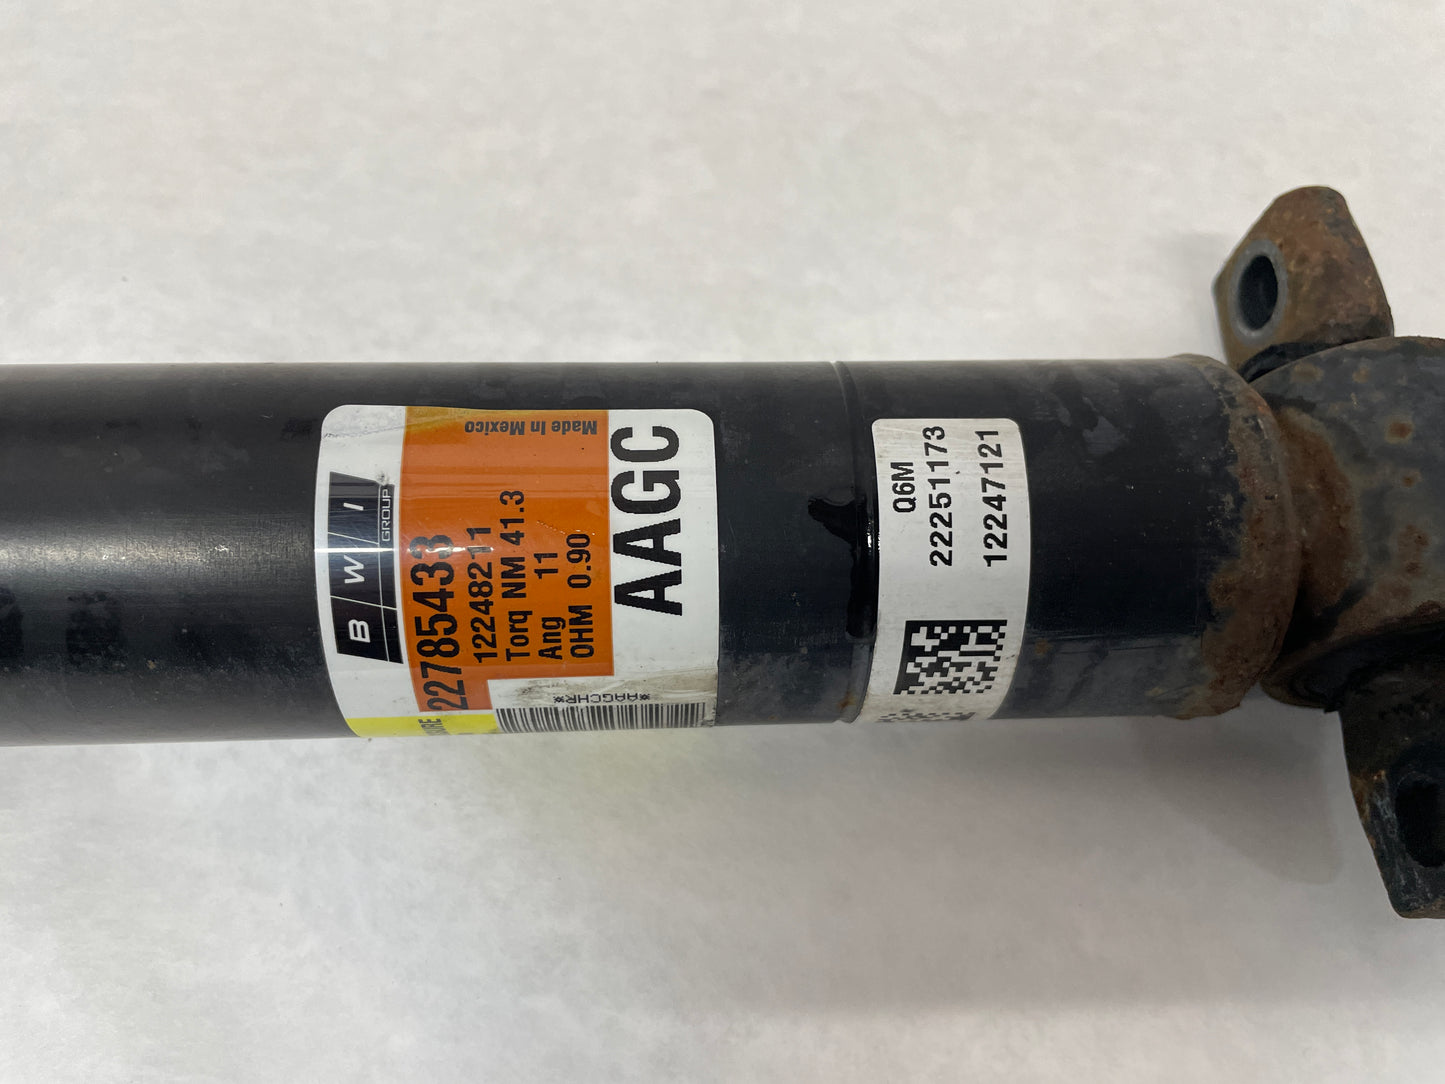 BWI
GROUP
22785433
12248211
Torq NM 41.3
Ang 11
OHM 0.90
Made In Mexico
AAGC
*AAGCHR*
Q6M
22251173
12247121